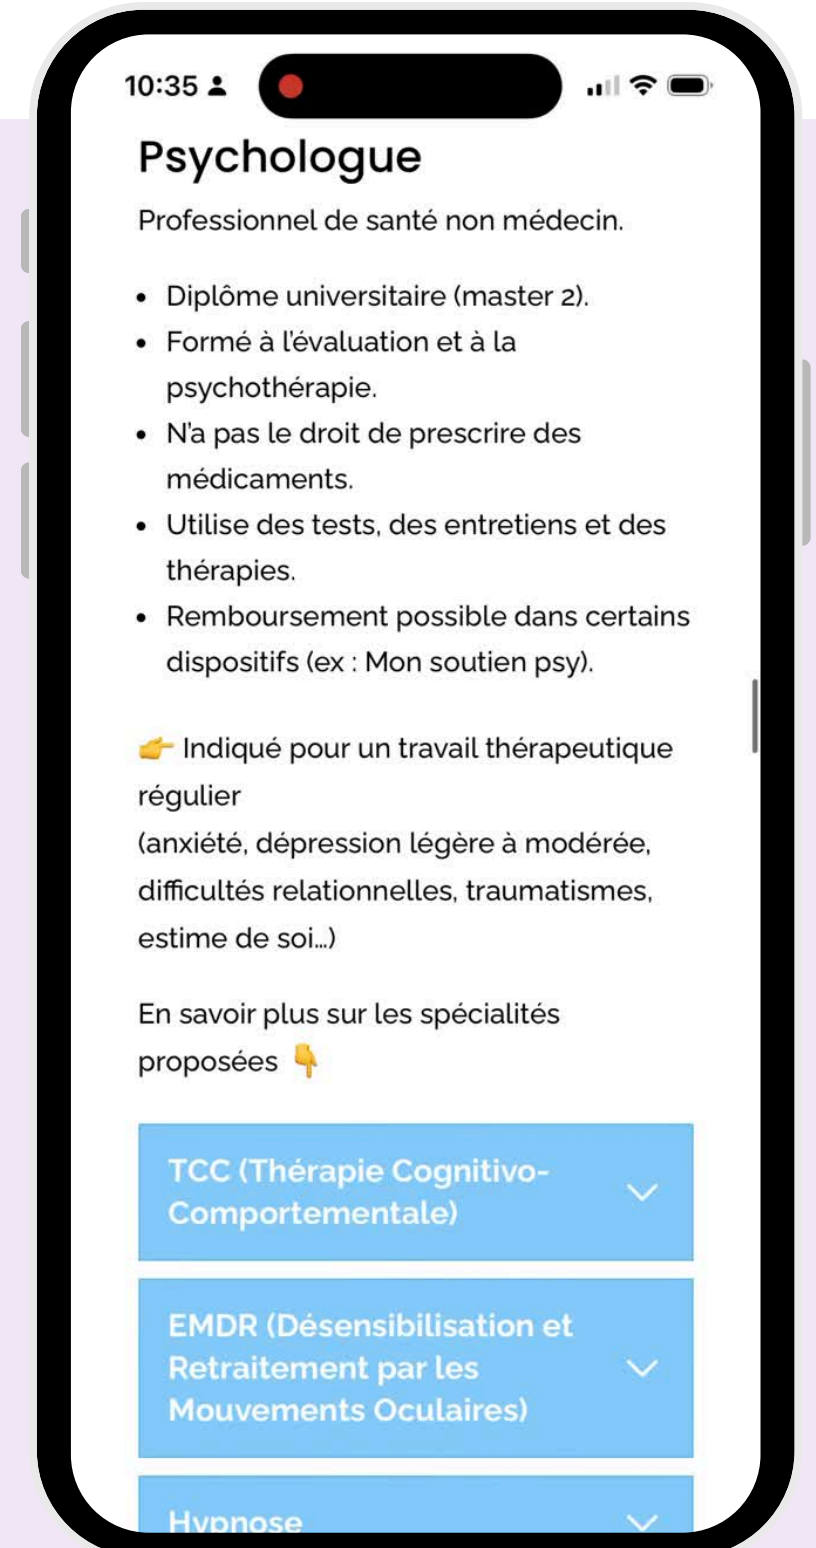 10:35
Psychologue
Professionnel de santé non médecin.
• Diplôme universitaire (master 2).
• Formé à l'évaluation et à la
psychothérapie.
• N'a pas le droit de prescrire des
médicaments.
• Utilise des tests, des entretiens et des
thérapies.
• Remboursement possible dans certains
dispositifs (ex : Mon soutien psy).
👉 Indiqué pour un travail thérapeutique
régulier
(anxiété, dépression légère à modérée,
difficultés relationnelles, traumatismes,
estime de soi…)
En savoir plus sur les spécialités
proposées 👇
TCC (Thérapie Cognitivo-
Comportementale)
EMDR (Désensibilisation et
Retraitement par les
Mouvements Oculaires)
Hypnose